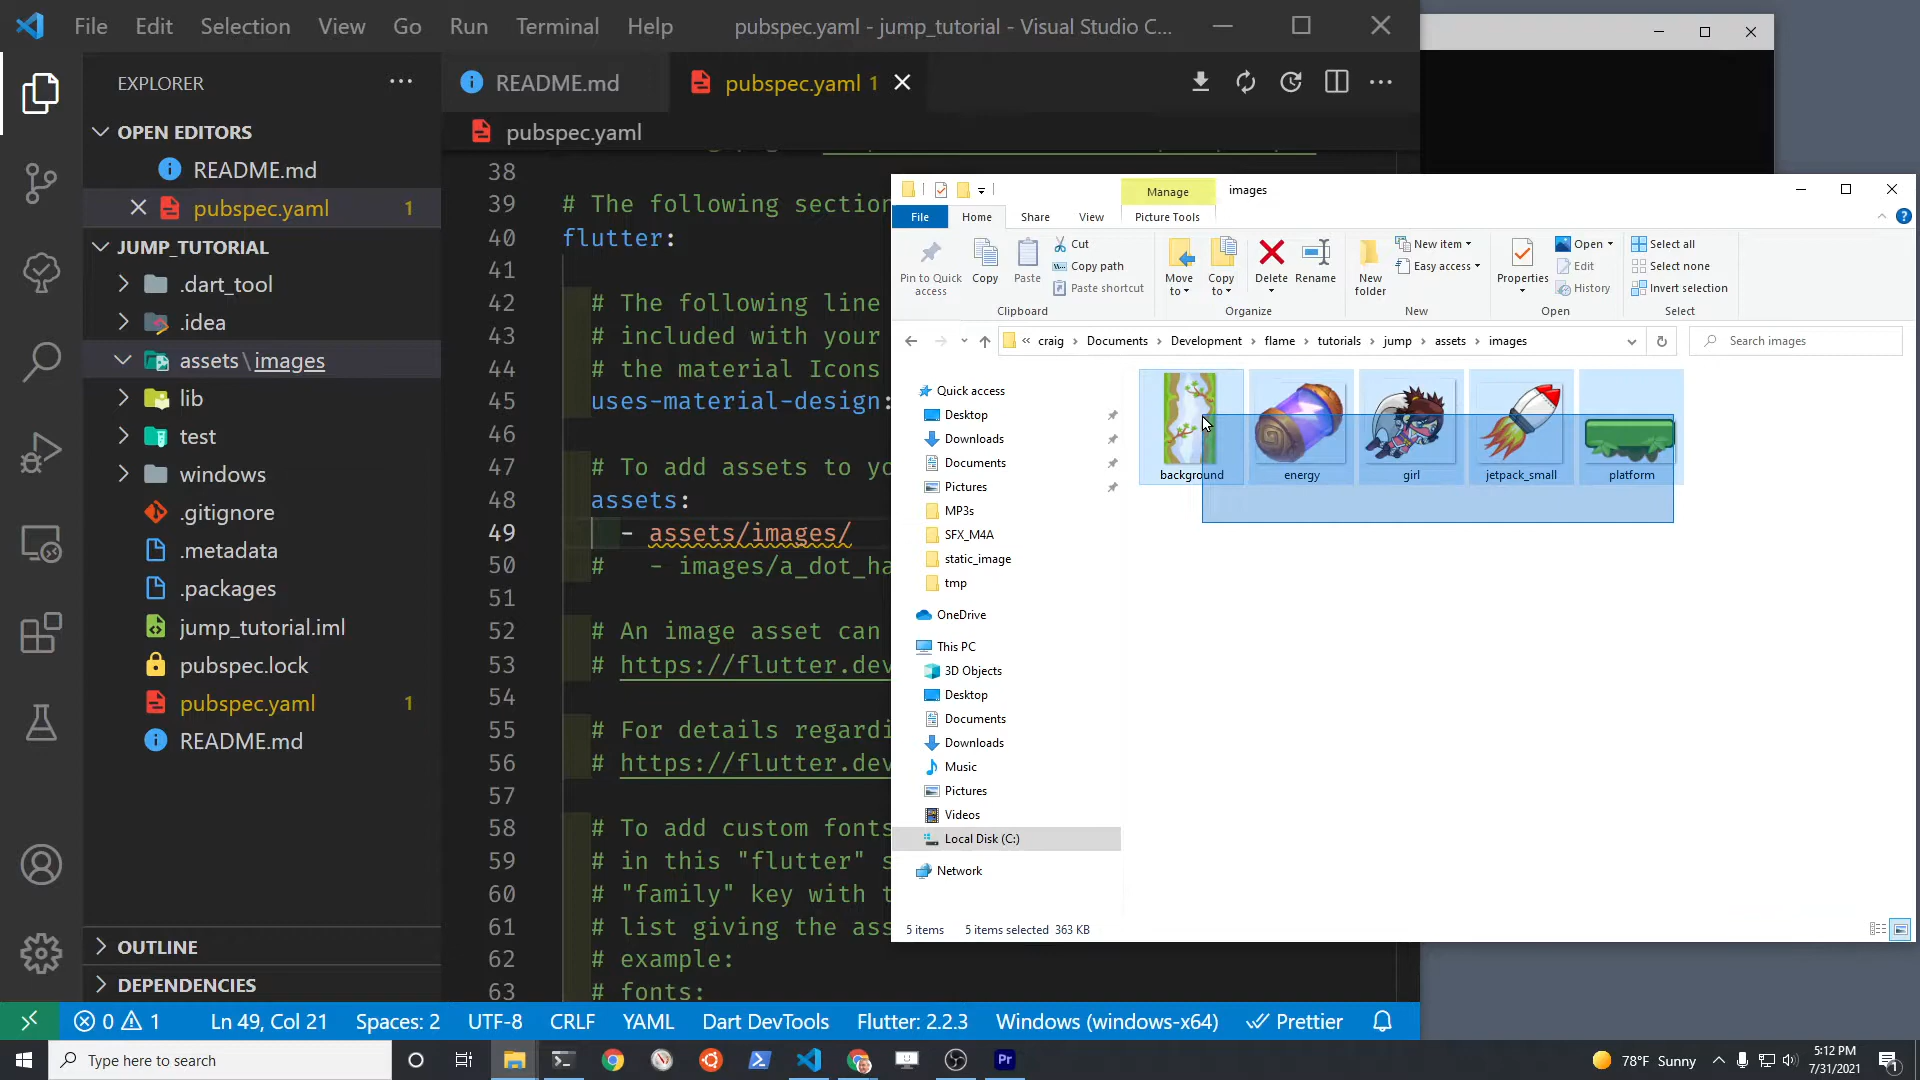 File Edit Selection View Go Run Terminal Help pubspec.yaml - jump_tutorial - Visual Studio C...
EXPLORER
OPEN EDITORS
README.md
pubspec.yaml 1
JUMP_TUTORIAL
.dart_tool
.idea
assets\images
lib
test
windows
.gitignore
.metadata
.packages
jump_tutorial.iml
pubspec.lock
pubspec.yaml 1
README.md
OUTLINE
DEPENDENCIES
README.md pubspec.yaml 1
pubspec.yaml
38
39 # The following section
40 flutter:
41
42 # The following line
43 # included with your
44 # the material Icons
45 uses-material-design:
46
47 # To add assets to yo
48 assets:
49 - assets/images/
50 # - images/a_dot_ha
51
52 # An image asset can
53 # https://flutter.dev
54
55 # For details regardi
56 # https://flutter.dev
57
58 # To add custom fonts
59 # in this "flutter" s
60 # "family" key with t
61 # list giving the ass
62 # example:
63 # fonts:
Manage images
File Home Share View Picture Tools
Pin to Quick access
Copy
Paste
Cut
Copy path
Paste shortcut
Clipboard
Move to
Copy to
Delete
Rename
Organize
New folder
New item
Easy access
New
Properties
Open
Edit
History
Open
Select all
Select none
Invert selection
Select
« craig › Documents › Development › flame › tutorials › jump › assets › images
Search images
Quick access
Desktop
Downloads
Documents
Pictures
MP3s
SFX_M4A
static_image
tmp
OneDrive
This PC
3D Objects
Desktop
Documents
Downloads
Music
Pictures
Videos
Local Disk (C:)
Network
background energy girl jetpack_small platform
5 items 5 items selected 363 KB
0 1 Ln 49, Col 21 Spaces: 2 UTF-8 CRLF YAML Dart DevTools Flutter: 2.2.3 Windows (windows-x64) Prettier
Type here to search
Pr
78°F Sunny
5:12 PM
7/31/2021
1